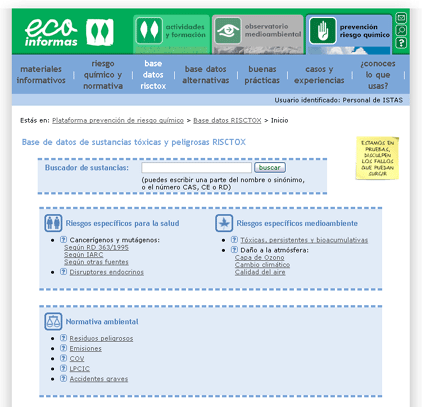 eco
informas
actividades
y formación
observatorio
medioambiental
prevención
riesgo químico
materiales
informativos
riesgo
químico y
normativa
base
datos
risctox
base datos
alternativas
buenas
prácticas
casos y
experiencias
¿conoces
lo que
usas?
Usuario identificado: Personal de ISTAS
Estás en: Plataforma prevención de riesgo químico > Base datos RISCTOX > Inicio
Base de datos de sustancias tóxicas y peligrosas RISCTOX
ESTAMOS EN
PRUEBAS,
DISCULPEN
LOS FALLOS
QUE PUEDAN
SURGIR
Buscador de sustancias: buscar
(puedes escribir una parte del nombre o sinónimo,
o el número CAS, CE o RD)
Riesgos específicos para la salud
? Cancerígenos y mutágenos:
Según RD 363/1995
Según IARC
Según otras fuentes
? Disruptores endocrinos
Riesgos específicos medioambiente
? Tóxicas, persistentes y bioacumulativas
? Daño a la atmósfera:
Capa de Ozono
Cambio climático
Calidad del aire
Normativa ambiental
? Residuos peligrosos
? Emisiones
? COV
? LPCIC
? Accidentes graves